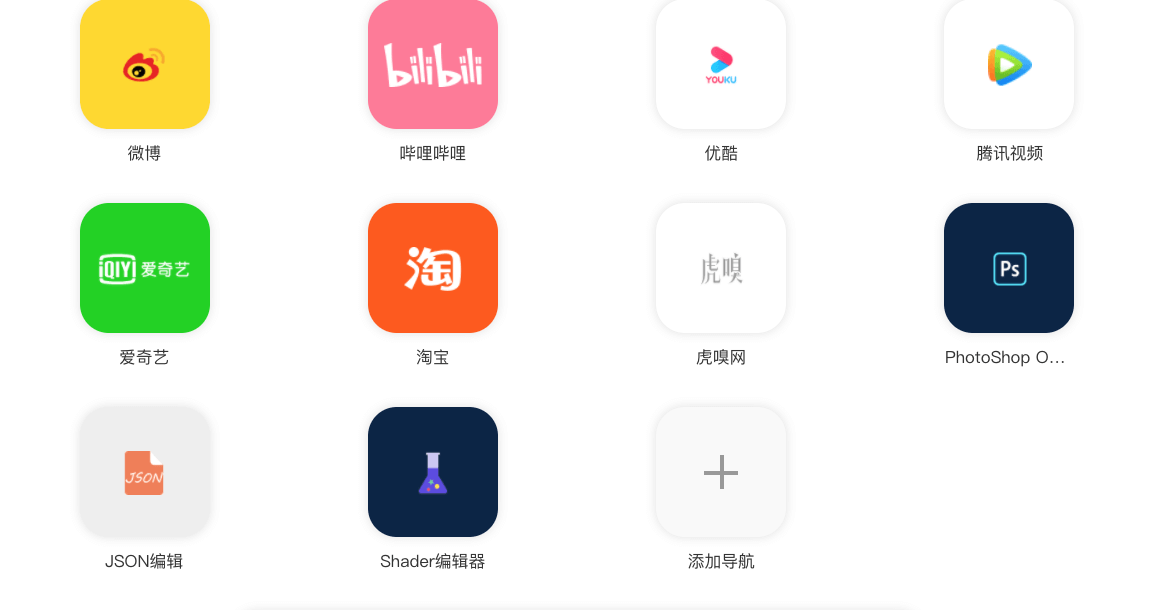 bilibili
YOUKU
微博
哔哩哔哩
优酷
腾讯视频
iQIY 爱奇艺
淘
虎嗅
Ps
爱奇艺
淘宝
虎嗅网
PhotoShop O...
JSON
JSON编辑
Shader编辑器
添加导航